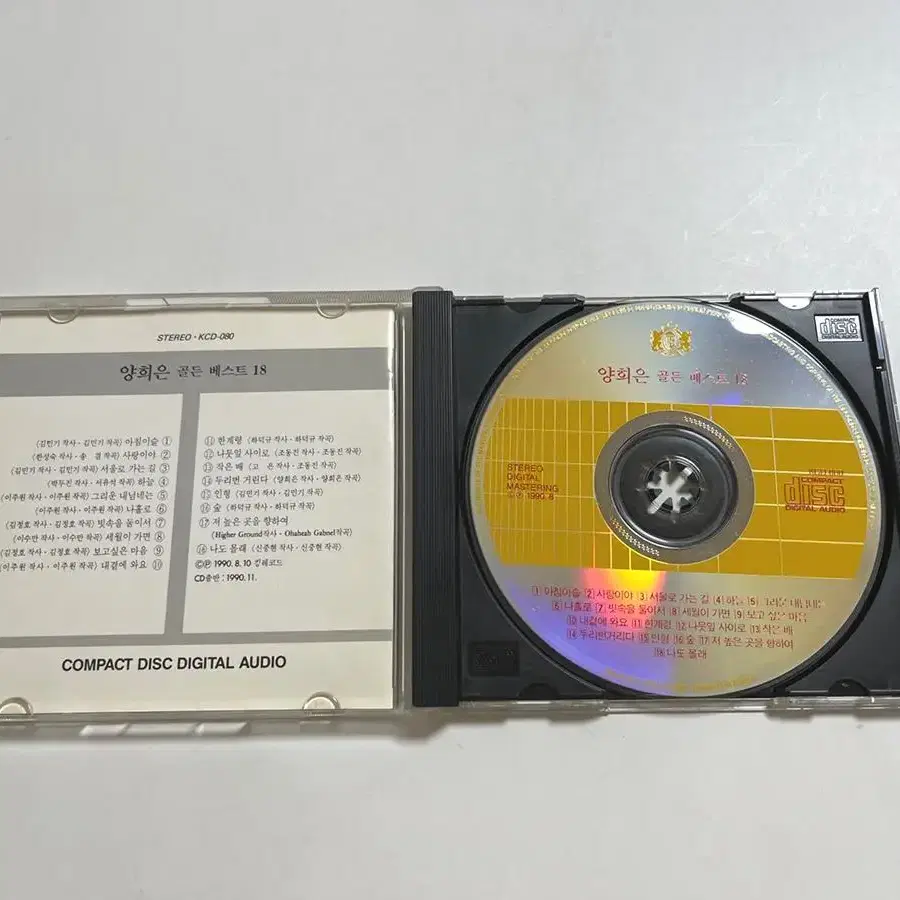 STEREO · KCD-080
양희은 골든 베스트 18
(김민기 작사·김민기 작곡) 아침이슬 ①
(한성숙 작사·송 결 작곡) 사랑이야 ②
(김민기 작사·김민기 작곡) 서울로 가는 길 ③
(박두진 작사·서유석 작곡) 하늘 ④
(이주원 작사·이주원 작곡) 그리운 내님네는 ⑤
(이주원 작사·이주원 작곡) 나홀로 ⑥
(김정호 작사·김정호 작곡) 빗속을 둘이서 ⑦
(이수만 작사·이수만 작곡) 세월이 가면 ⑧
(김정호 작사·김정호 작곡) 보고싶은 마음 ⑨
(이주원 작사·이주원 작곡) 내곁에 와요 ⑩
⑪ 한계령 (하덕규 작사·하덕규 작곡)
⑫ 나뭇잎 사이로 (조동진 작사·조동진 작곡)
⑬ 작은 배 (고 은 작사·조동진 작곡)
⑭ 두리번 거린다 (양희은 작사·양희은 작곡)
⑮ 인형 (김민기 작사·김민기 작곡)
⑯ 숲 (하덕규 작사·하덕규 작곡)
⑰ 저 높은 곳을 향하여
(Higher Ground작사·Ohaheah Gabriel작곡)
⑱ 나도 몰래 (신중현 작사·신중현 작곡)
ⒸⓅ 1990. 8. 10 킹레코드
CD출반 : 1990. 11.
COMPACT DISC DIGITAL AUDIO
COMPACT
disc
DIGITAL AUDIO
양희은 골든 베스트 18
STEREO
DIGITAL
MASTERING
ⒸⓅ 1990. 8
COMPACT
disc
DIGITAL AUDIO
① 아침이슬 ② 사랑이야 ③ 서울로 가는 길 ④ 하늘 ⑤ 그리운 내님네는
⑥ 나홀로 ⑦ 빗속을 둘이서 ⑧ 세월이 가면 ⑨ 보고 싶은 마음
⑩ 내곁에 와요 ⑪ 한계령 ⑫ 나뭇잎 사이로 ⑬ 작은 배
⑭ 두리번거린다 ⑮ 인형 ⑯ 숲 ⑰ 저 높은 곳을 향하여
⑱ 나도 몰래